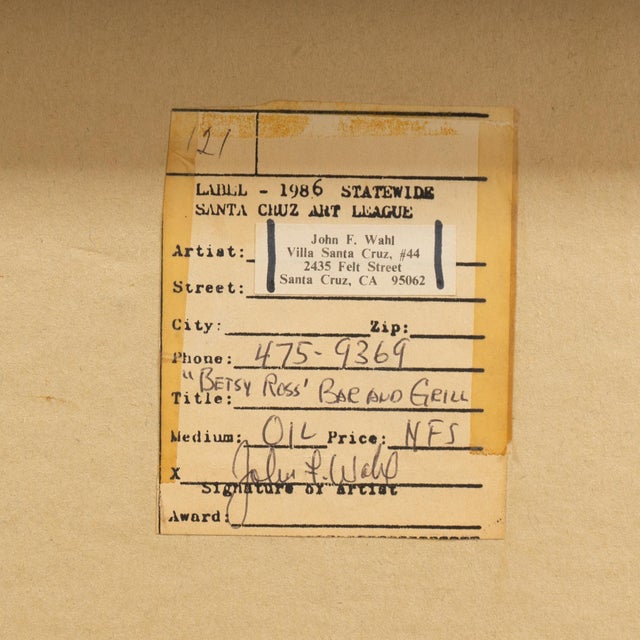 121
LABEL - 1986 STATEWIDE
SANTA CRUZ ART LEAGUE
Artist:
John F. Wahl
Villa Santa Cruz, #44
2435 Felt Street
Santa Cruz, CA 95062
Street:
City: Zip:
Phone: 475-9369
Title: "BETSY ROSS' BAR AND GRILL
Medium: OIL Price: NFS
X John F. Wahl
Signature of Artist
Award: